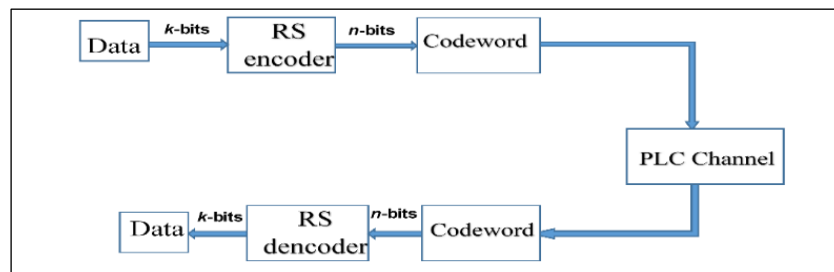 Data
k-bits
RS
encoder
n-bits
Codeword
PLC Channel
Data
k-bits
RS
dencoder
n-bits
Codeword